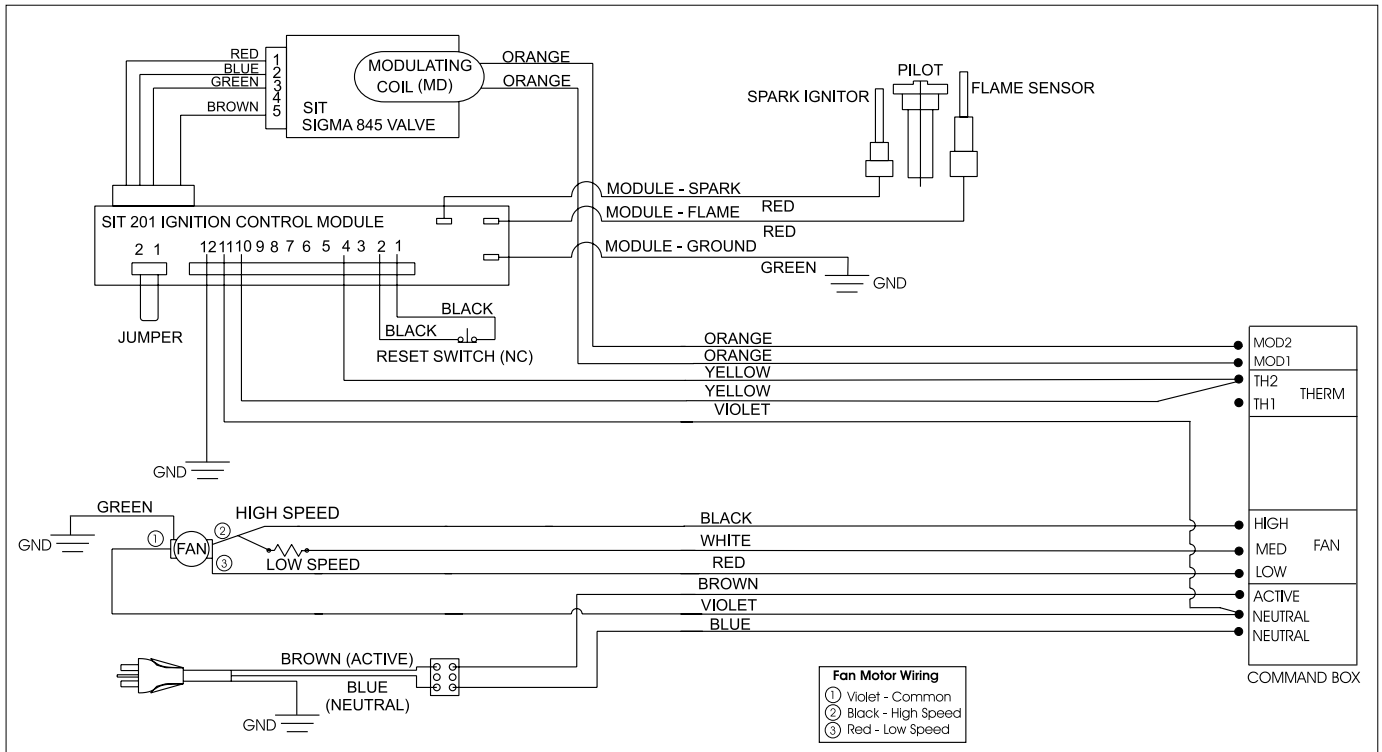 RED
BLUE
GREEN
BROWN
1
2
3
4
5
MODULATING
COIL (MD)
SIT
SIGMA 845 VALVE
ORANGE
ORANGE
SPARK IGNITOR
PILOT
FLAME SENSOR
MODULE - SPARK
RED
MODULE - FLAME
RED
MODULE - GROUND
GREEN
GND
SIT 201 IGNITION CONTROL MODULE
2 1
12 11 10 9 8 7 6 5 4 3 2 1
JUMPER
BLACK
BLACK
RESET SWITCH (NC)
ORANGE
ORANGE
YELLOW
YELLOW
VIOLET
MOD2
MOD1
TH2
TH1
THERM
GND
GREEN
GND
HIGH SPEED
1
FAN
2
3
LOW SPEED
BLACK
WHITE
RED
BROWN
VIOLET
BLUE
HIGH
MED
LOW
FAN
ACTIVE
NEUTRAL
NEUTRAL
COMMAND BOX
BROWN (ACTIVE)
BLUE
(NEUTRAL)
GND
Fan Motor Wiring
1 Violet - Common
2 Black - High Speed
3 Red - Low Speed